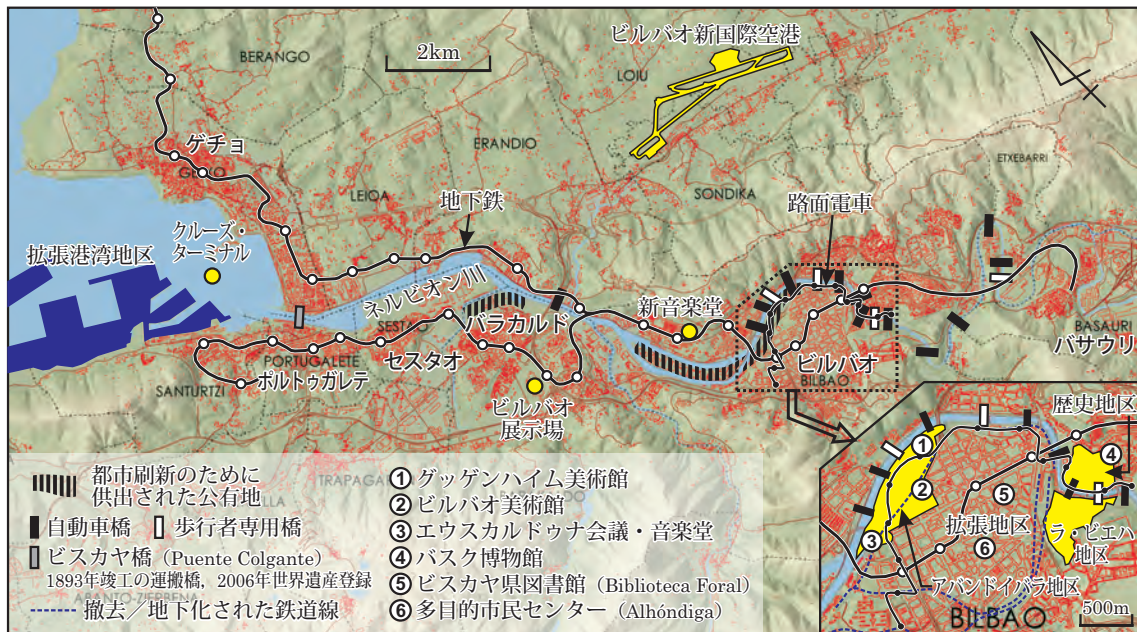 BERANGO
2km
ビルバオ新国際空港
LOIU
ゲチョ
ERANDIO
ETXEBARRI
LEIOA
地下鉄
SONDIKA
路面電車
クルーズ・
ターミナル
拡張港湾地区
ネルビオン川
新音楽堂
バラカルド
SESTAO
セスタオ
BASAURI
バサウリ
ビルバオ
BILBAO
PORTUGALETE
ポルトゥガレテ
SANTURTZI
ビルバオ
展示場
都市刷新のために
供出された公有地
自動車橋
歩行者専用橋
ビスカヤ橋 (Puente Colgante)
1893年竣工の運搬橋, 2006年世界遺産登録
撤去/地下化された鉄道線
①グッゲンハイム美術館
②ビルバオ美術館
③エウスカルドゥナ会議・音楽堂
④バスク博物館
⑤ビスカヤ県図書館 (Biblioteca Foral)
⑥多目的市民センター (Alhóndiga)
歴史地区
①
②
③
④
⑤
⑥
拡張地区
ラ・ビエハ
地区
アバンドイバラ地区
BILBAO
500m